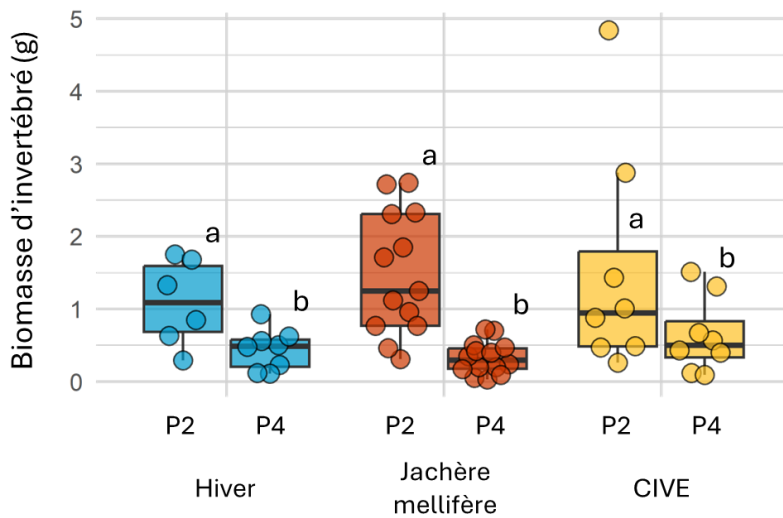 Biomasse d’invertébré (g)
5
4
3
2
1
0
a
b
a
b
a
b
P2 P4 P2 P4 P2 P4
Hiver
Jachère
mellifère
CIVE